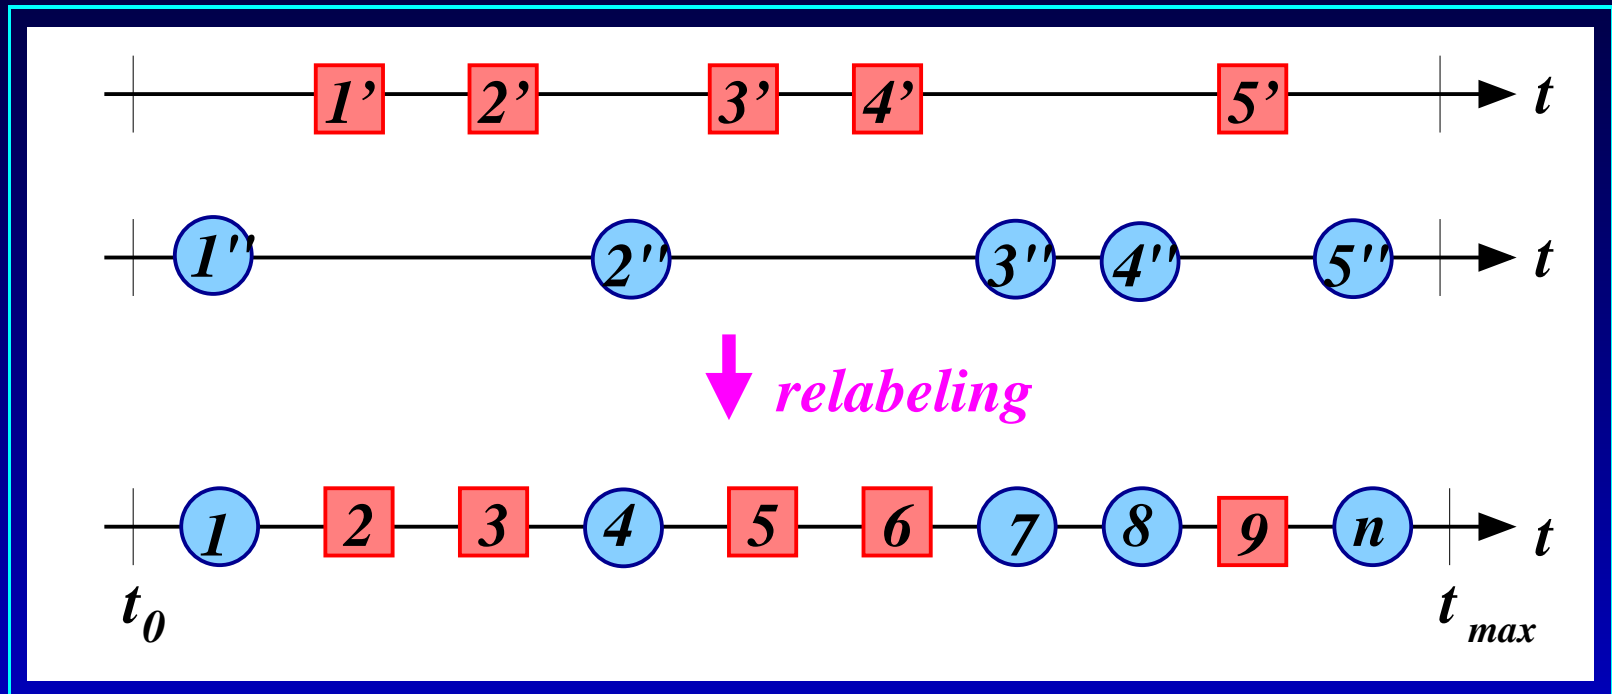 1’ 2’ 3’ 4’ 5’ t
1'' 2'' 3'' 4'' 5'' t
relabeling
1 2 3 4 5 6 7 8 9 n t
t0 t max